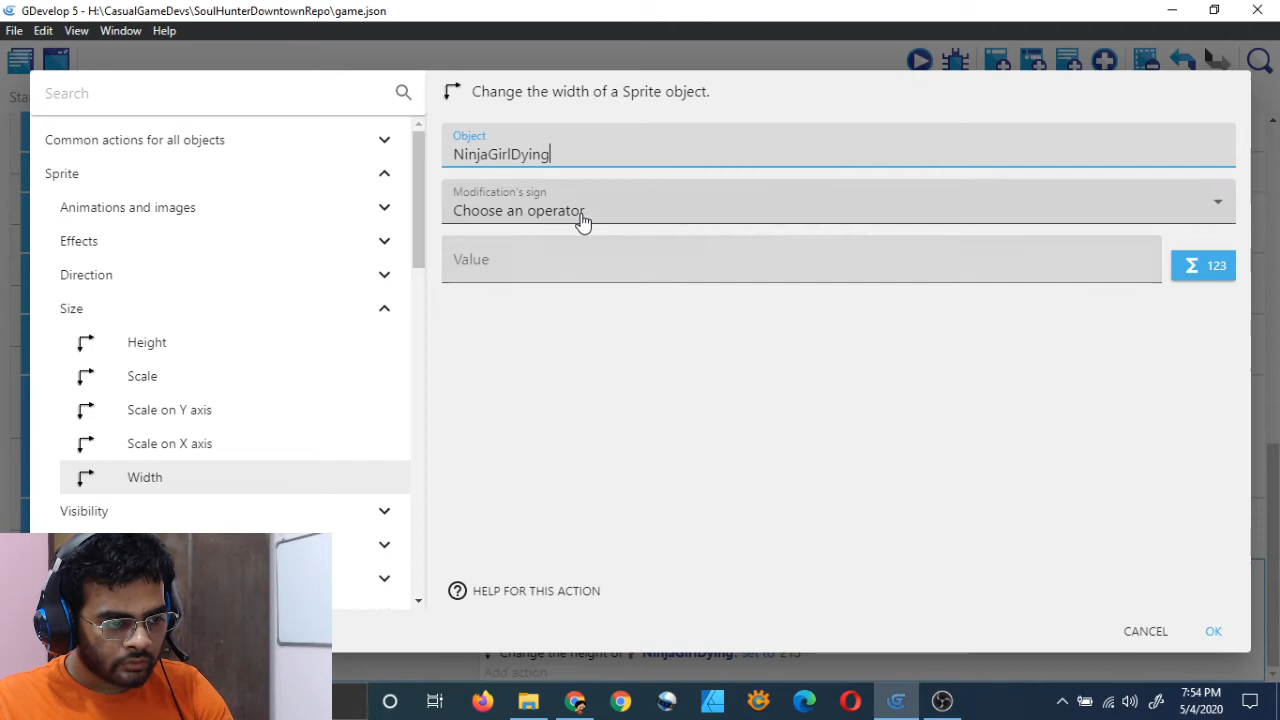 GDevelop 5 - H:\CasualGameDevs\SoulHunterDowntownRepo\game.json
File Edit View Window Help
Search
Change the width of a Sprite object.
Common actions for all objects
Sprite
Animations and images
Effects
Direction
Size
Height
Scale
Scale on Y axis
Scale on X axis
Width
Visibility
Object
NinjaGirlDying
Modification's sign
Choose an operator
Value
Σ 123
HELP FOR THIS ACTION
CANCEL OK
Change the height of NinjaGirlDying: set to 215
Add action
7:54 PM
5/4/2020